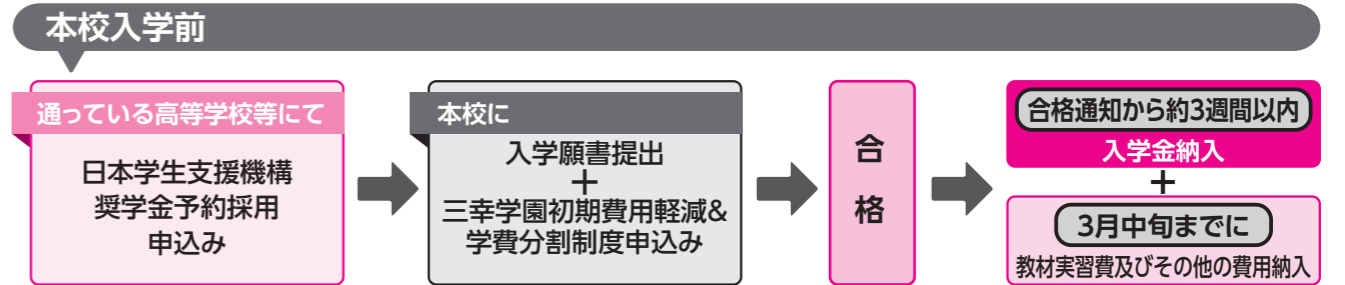 本校入学前
通っている高等学校等にて
日本学生支援機構
奨学金予約採用
申込み
本校に
入学願書提出
+
三幸学園初期費用軽減&
学費分割制度申込み
合
格
合格通知から約3週間以内
入学金納入
+
3月中旬までに
教材実習費及びその他の費用納入